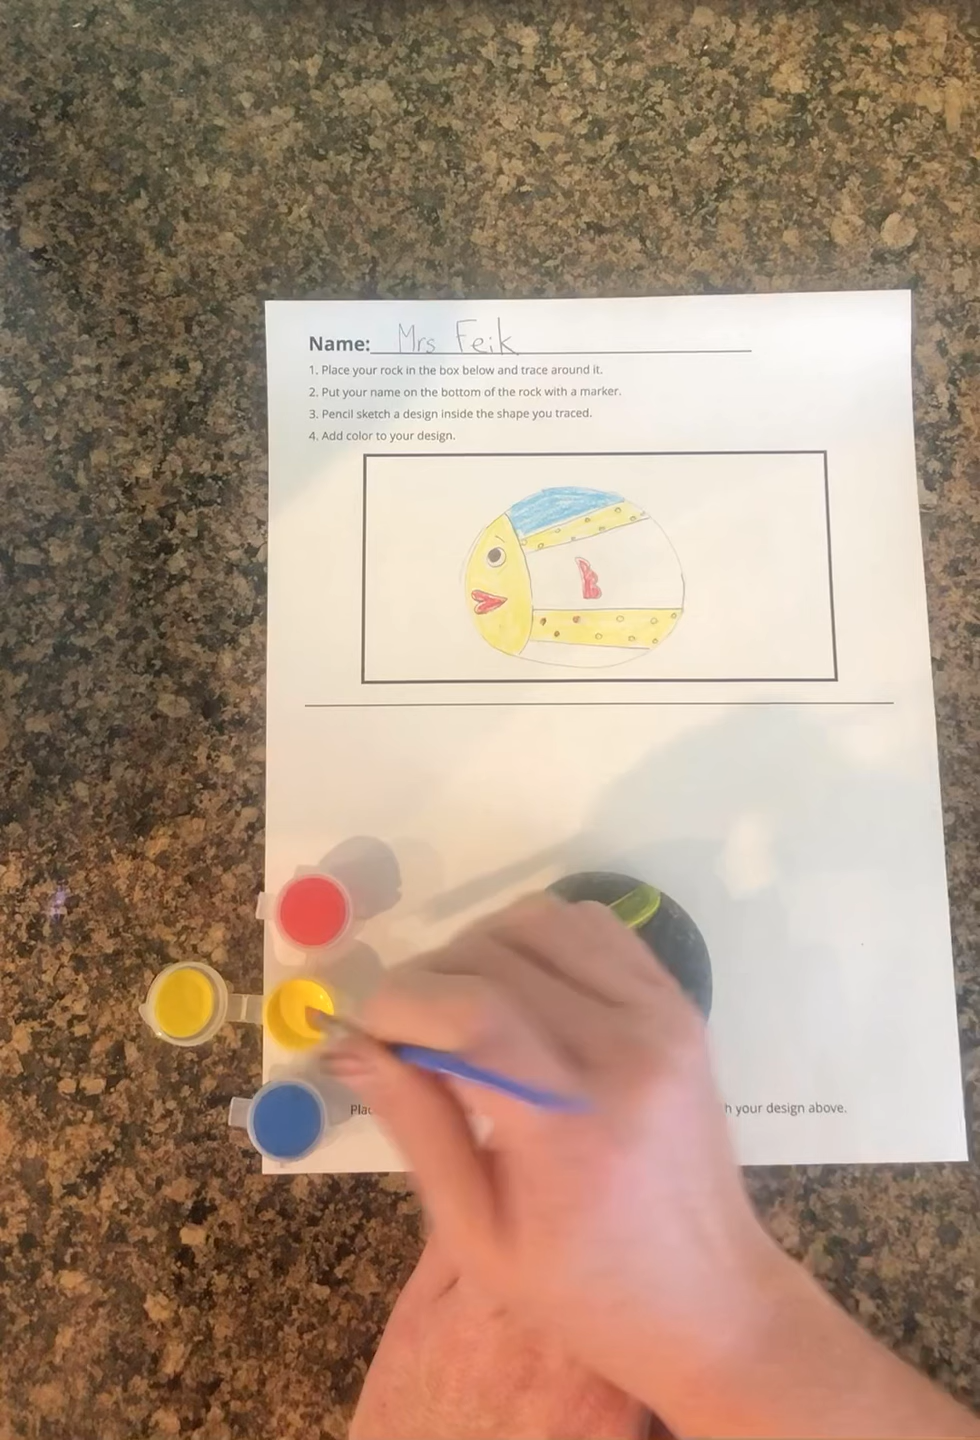 Name: Mrs Feik
1. Place your rock in the box below and trace around it.
2. Put your name on the bottom of the rock with a marker.
3. Pencil sketch a design inside the shape you traced.
4. Add color to your design.
your design above.